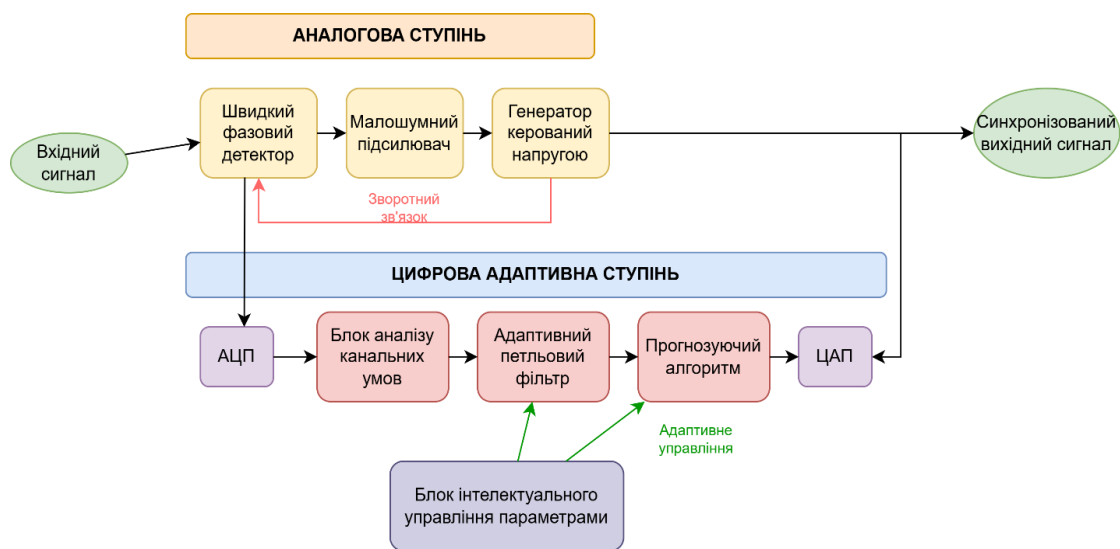 АНАЛОГОВА СТУПІНЬ
Вхідний
сигнал
Швидкий
фазовий
детектор
Малошумний
підсилювач
Генератор
керований
напругою
Синхронізований
вихідний сигнал
Зворотний
зв'язок
ЦИФРОВА АДАПТИВНА СТУПІНЬ
АЦП
Блок аналізу
канальних
умов
Адаптивний
петльовий
фільтр
Прогнозуючий
алгоритм
ЦАП
Адаптивне
управління
Блок інтелектуального
управління параметрами